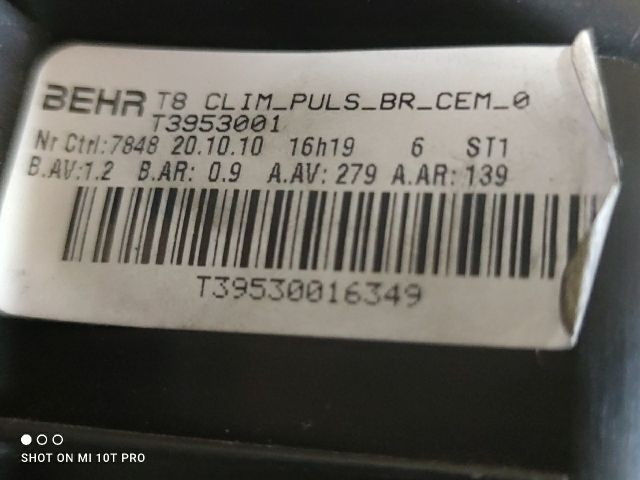 BEHR T8 CLIM_PULS_BR_CEM_0
T3953001
Nr Ctrl:7848 20.10.10 16h19 6 ST1
B.AV:1.2 B.AR: 0.9 A.AV: 279 A.AR: 139
T39530016349
SHOT ON MI 10T PRO